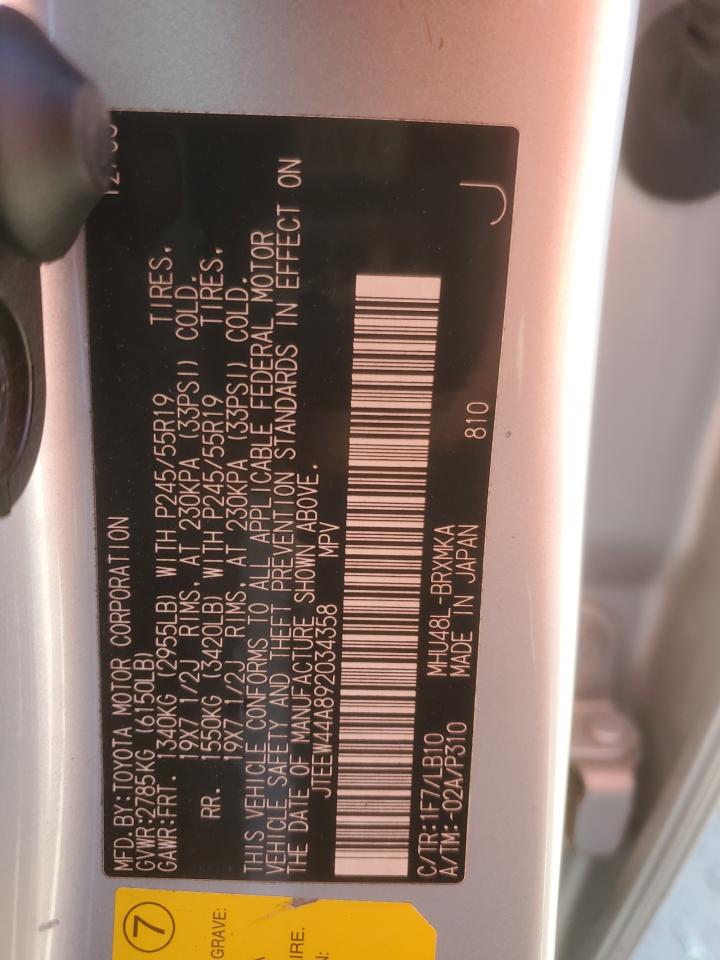 MFD. BY: TOYOTA MOTOR CORPORATION
GVWR: 2785KG (6150LB)
GAWR: FRT. 1340KG (2955LB) WITH P245/55R19 TIRES,
19X7 1/2J RIMS, AT 230KPA (33PSI) COLD.
RR. 1550KG (3420LB) WITH P245/55R19 TIRES,
19X7 1/2J RIMS, AT 230KPA (33PSI) COLD.
THIS VEHICLE CONFORMS TO ALL APPLICABLE FEDERAL MOTOR
VEHICLE SAFETY AND THEFT PREVENTION STANDARDS IN EFFECT ON
THE DATE OF MANUFACTURE SHOWN ABOVE.
JTEEW44A892034358 MPV
C/TR: 1F7/LB10 MHU48L-BRXMKA 810
A/TM: -02A/P310 MADE IN JAPAN J
7
GRAVE:
AIRE.